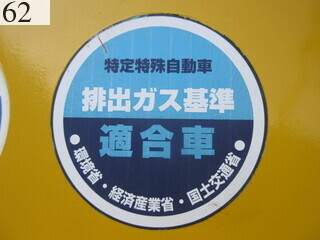 62
特定特殊自動車
排出ガス基準
適合車
・環境省・経済産業省・国土交通省・